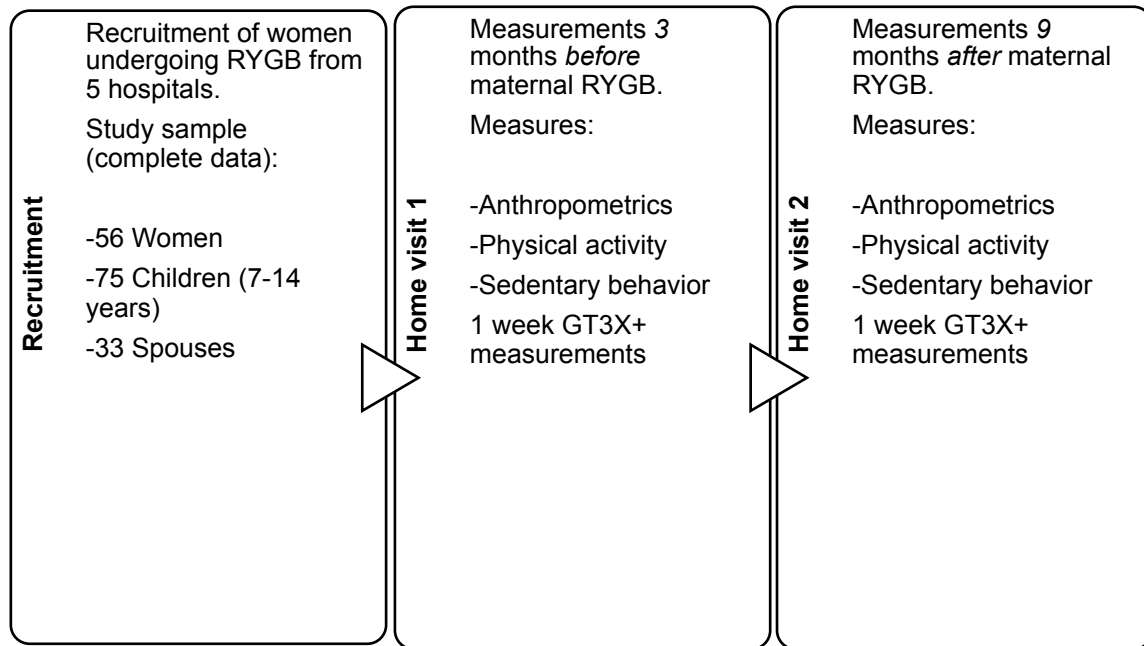 Recruitment
Recruitment of women
undergoing RYGB from
5 hospitals.
Study sample
(complete data):
-56 Women
-75 Children (7-14
years)
-33 Spouses
Home visit 1
Measurements 3
months before
maternal RYGB.
Measures:
-Anthropometrics
-Physical activity
-Sedentary behavior
1 week GT3X+
measurements
Home visit 2
Measurements 9
months after maternal
RYGB.
Measures:
-Anthropometrics
-Physical activity
-Sedentary behavior
1 week GT3X+
measurements